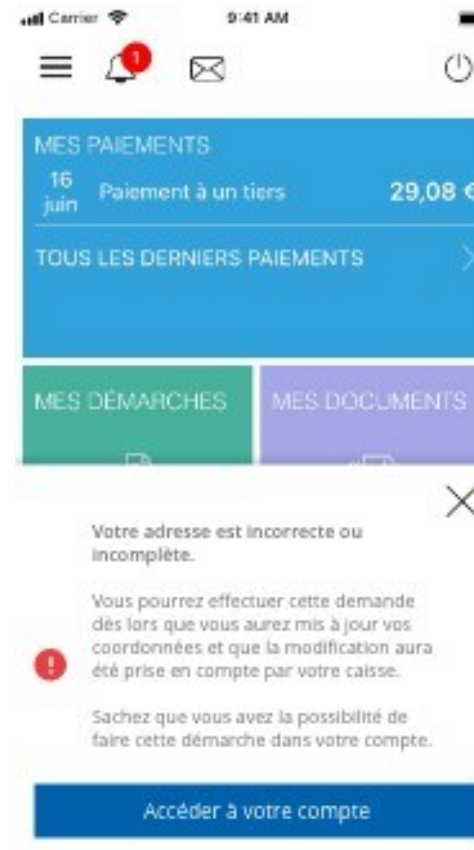 Carrier 9:41 AM
1
MES PAIEMENTS
16 juin Paiement à un tiers 29,08 €
TOUS LES DERNIERS PAIEMENTS
MES DÉMARCHES MES DOCUMENTS
Votre adresse est incorrecte ou
incomplète.
Vous pourrez effectuer cette demande
dès lors que vous aurez mis à jour vos
coordonnées et que la modification aura
été prise en compte par votre caisse.
Sachez que vous avez la possibilité de
faire cette démarche dans votre compte.
Accéder à votre compte